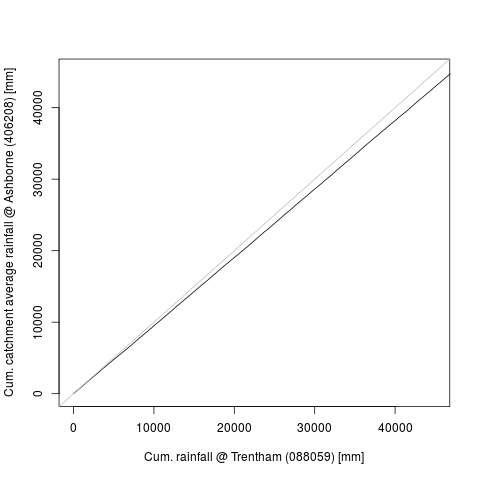 Cum. catchment average rainfall @ Ashborne (406208) [mm]
40000
30000
20000
10000
0
0 10000 20000 30000 40000
Cum. rainfall @ Trentham (088059) [mm]